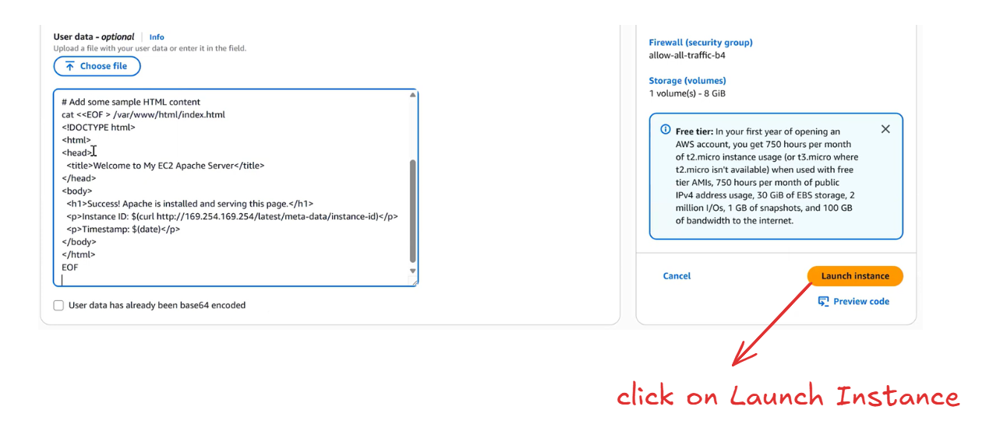 User data - optional Info
Upload a file with your user data or enter it in the field.
Choose file
# Add some sample HTML content
cat <<EOF > /var/www/html/index.html
<!DOCTYPE html>
<html>
<head>
<title>Welcome to My EC2 Apache Server</title>
</head>
<body>
<h1>Success! Apache is installed and serving this page.</h1>
<p>Instance ID: $(curl http://169.254.169.254/latest/meta-data/instance-id)</p>
<p>Timestamp: $(date)</p>
</body>
</html>
EOF
User data has already been base64 encoded
Firewall (security group)
allow-all-traffic-b4
Storage (volumes)
1 volume(s) - 8 GiB
Free tier: In your first year of opening an
AWS account, you get 750 hours per month
of t2.micro instance usage (or t3.micro where
t2.micro isn't available) when used with free
tier AMIs, 750 hours per month of public
IPv4 address usage, 30 GiB of EBS storage, 2
million I/Os, 1 GB of snapshots, and 100 GB
of bandwidth to the internet.
Cancel
Launch instance
Preview code
click on Launch Instance